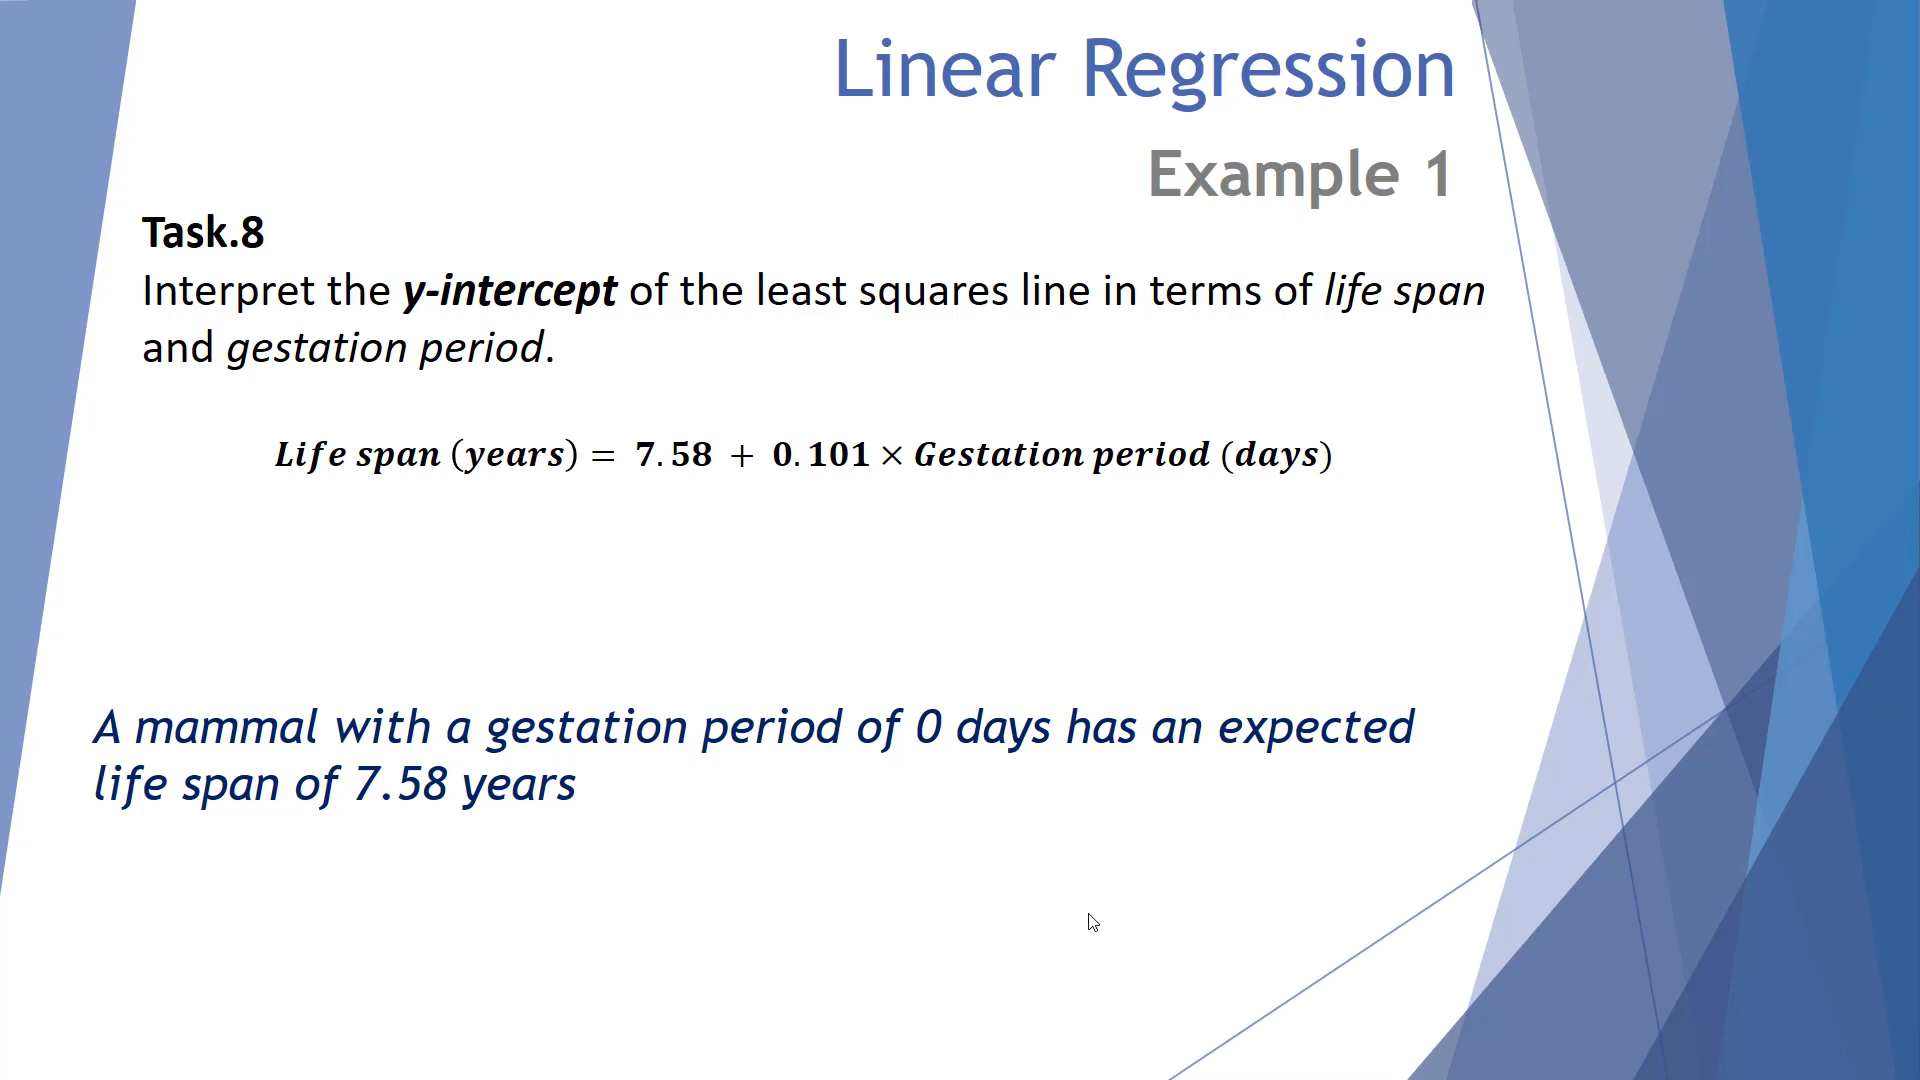 Linear Regression
Example 1
Task.8
Interpret the y-intercept of the least squares line in terms of life span
and gestation period.
Life span (years) = 7.58 + 0.101 × Gestation period (days)
A mammal with a gestation period of 0 days has an expected
life span of 7.58 years